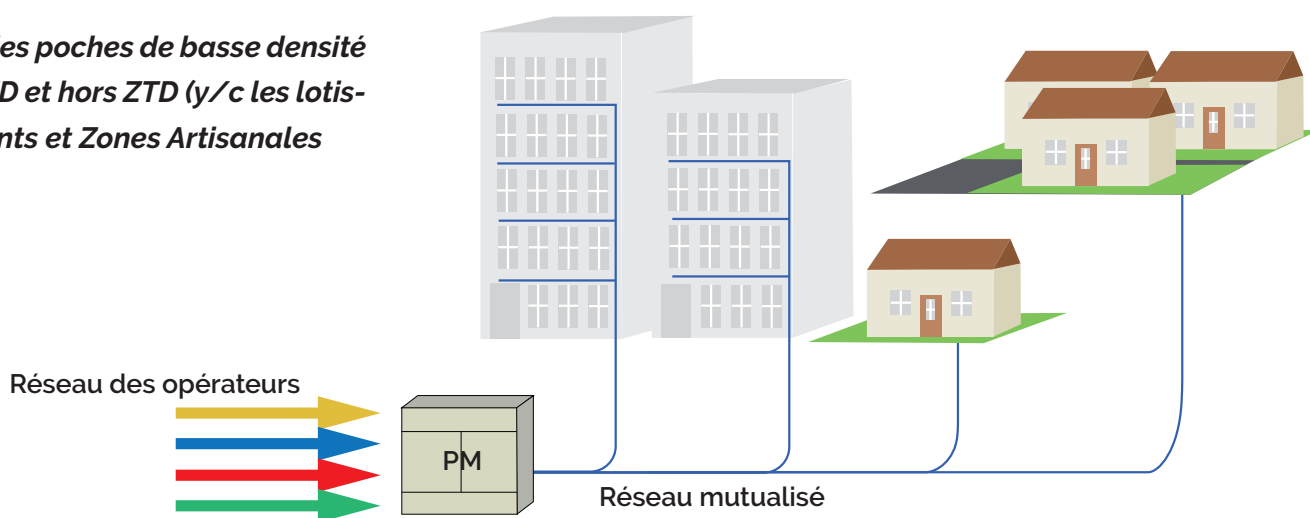 les poches de basse densité
et hors ZTD (y/c les lotis-
et Zones Artisanales
Réseau des opérateurs
PM
Réseau mutualisé